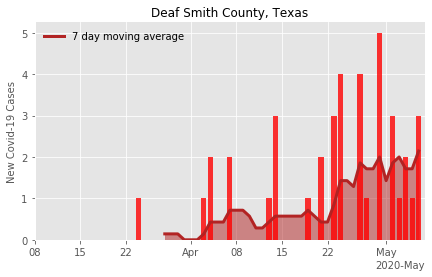 Deaf Smith County, Texas
7 day moving average
New Covid-19 Cases
5
4
3
2
1
0
08
15
22
Apr
08
15
22
May
2020-May